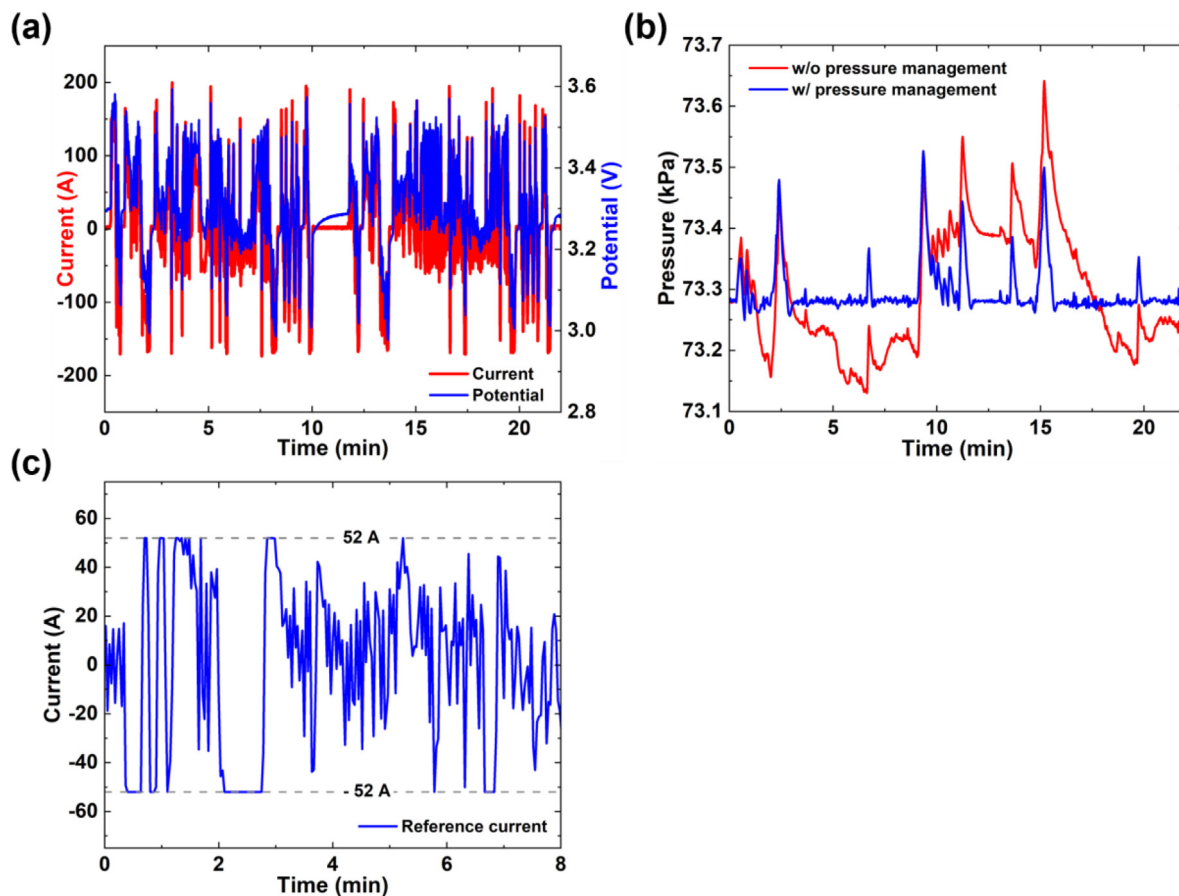 (a)
200
100
0
-100
-200
Current (A)
3.6
3.4
3.2
3.0
2.8
Potential (V)
Current
Potential
0 5 10 15 20
Time (min)
(b)
73.7
73.6
73.5
73.4
73.3
73.2
73.1
Pressure (kPa)
w/o pressure management
w/ pressure management
0 5 10 15 20
Time (min)
(c)
60
40
20
0
-20
-40
-60
Current (A)
52 A
- 52 A
Reference current
0 2 4 6 8
Time (min)